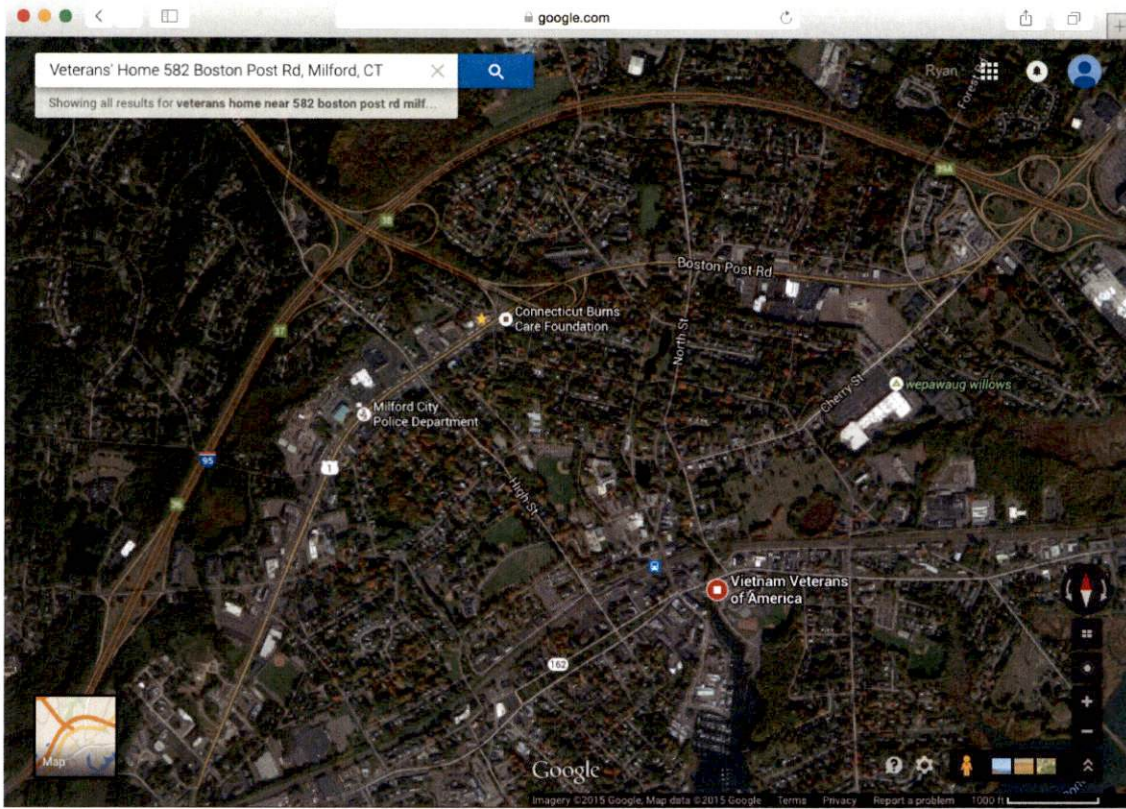 google.com
Veterans' Home 582 Boston Post Rd, Milford, CT
Showing all results for veterans home near 582 boston post rd milf...
Ryan
Forest Rd
Boston Post Rd
Connecticut Burns
Care Foundation
North St
wepawaug willows
Cherry St
Milford City
Police Department
1
95
High St
Vietnam Veterans
of America
162
Map
Google
Imagery ©2015 Google, Map data ©2015 Google Terms Privacy Report a problem 1000 ft